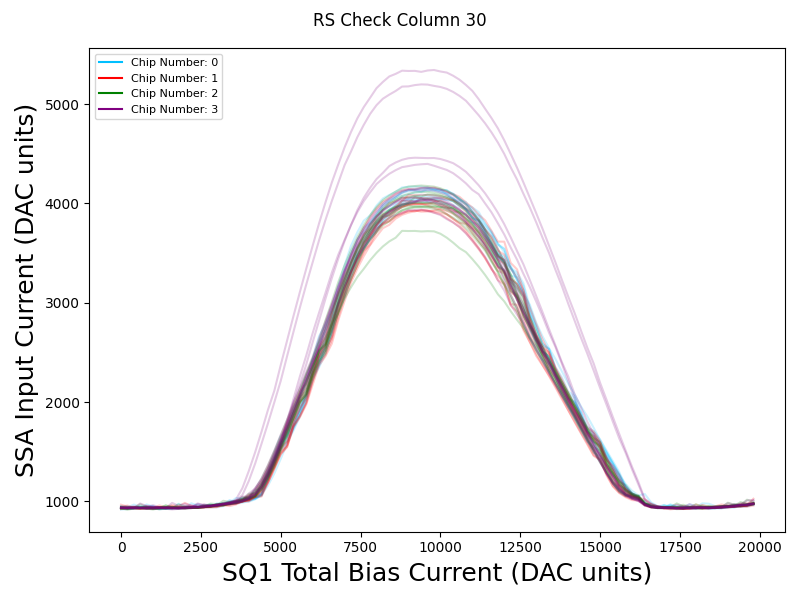 RS Check Column 30
Chip Number: 0
Chip Number: 1
Chip Number: 2
Chip Number: 3
5000
4000
3000
2000
1000
SSA Input Current (DAC units)
0 2500 5000 7500 10000 12500 15000 17500 20000
SQ1 Total Bias Current (DAC units)